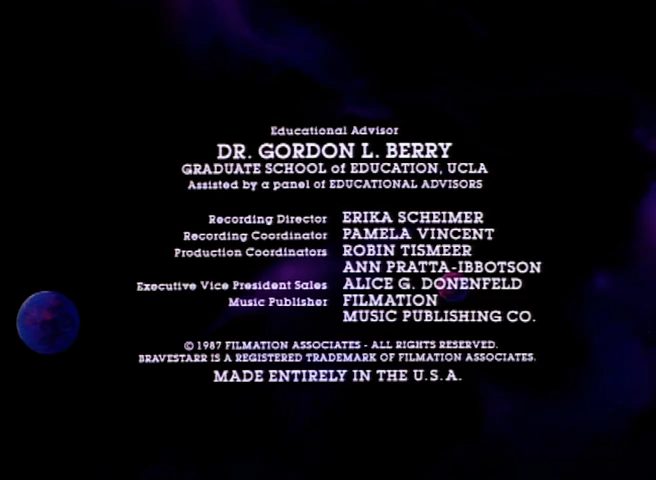 Educational Advisor
DR. GORDON L. BERRY
GRADUATE SCHOOL of EDUCATION, UCLA
Assisted by a panel of EDUCATIONAL ADVISORS
Recording Director ERIKA SCHEIMER
Recording Coordinator PAMELA VINCENT
Production Coordinators ROBIN TISMEER
ANN PRATTA-IBBOTSON
Executive Vice President Sales ALICE G. DONENFELD
Music Publisher FILMATION
MUSIC PUBLISHING CO.
© 1987 FILMATION ASSOCIATES - ALL RIGHTS RESERVED.
BRAVESTARR IS A REGISTERED TRADEMARK OF FILMATION ASSOCIATES.
MADE ENTIRELY IN THE U.S.A.